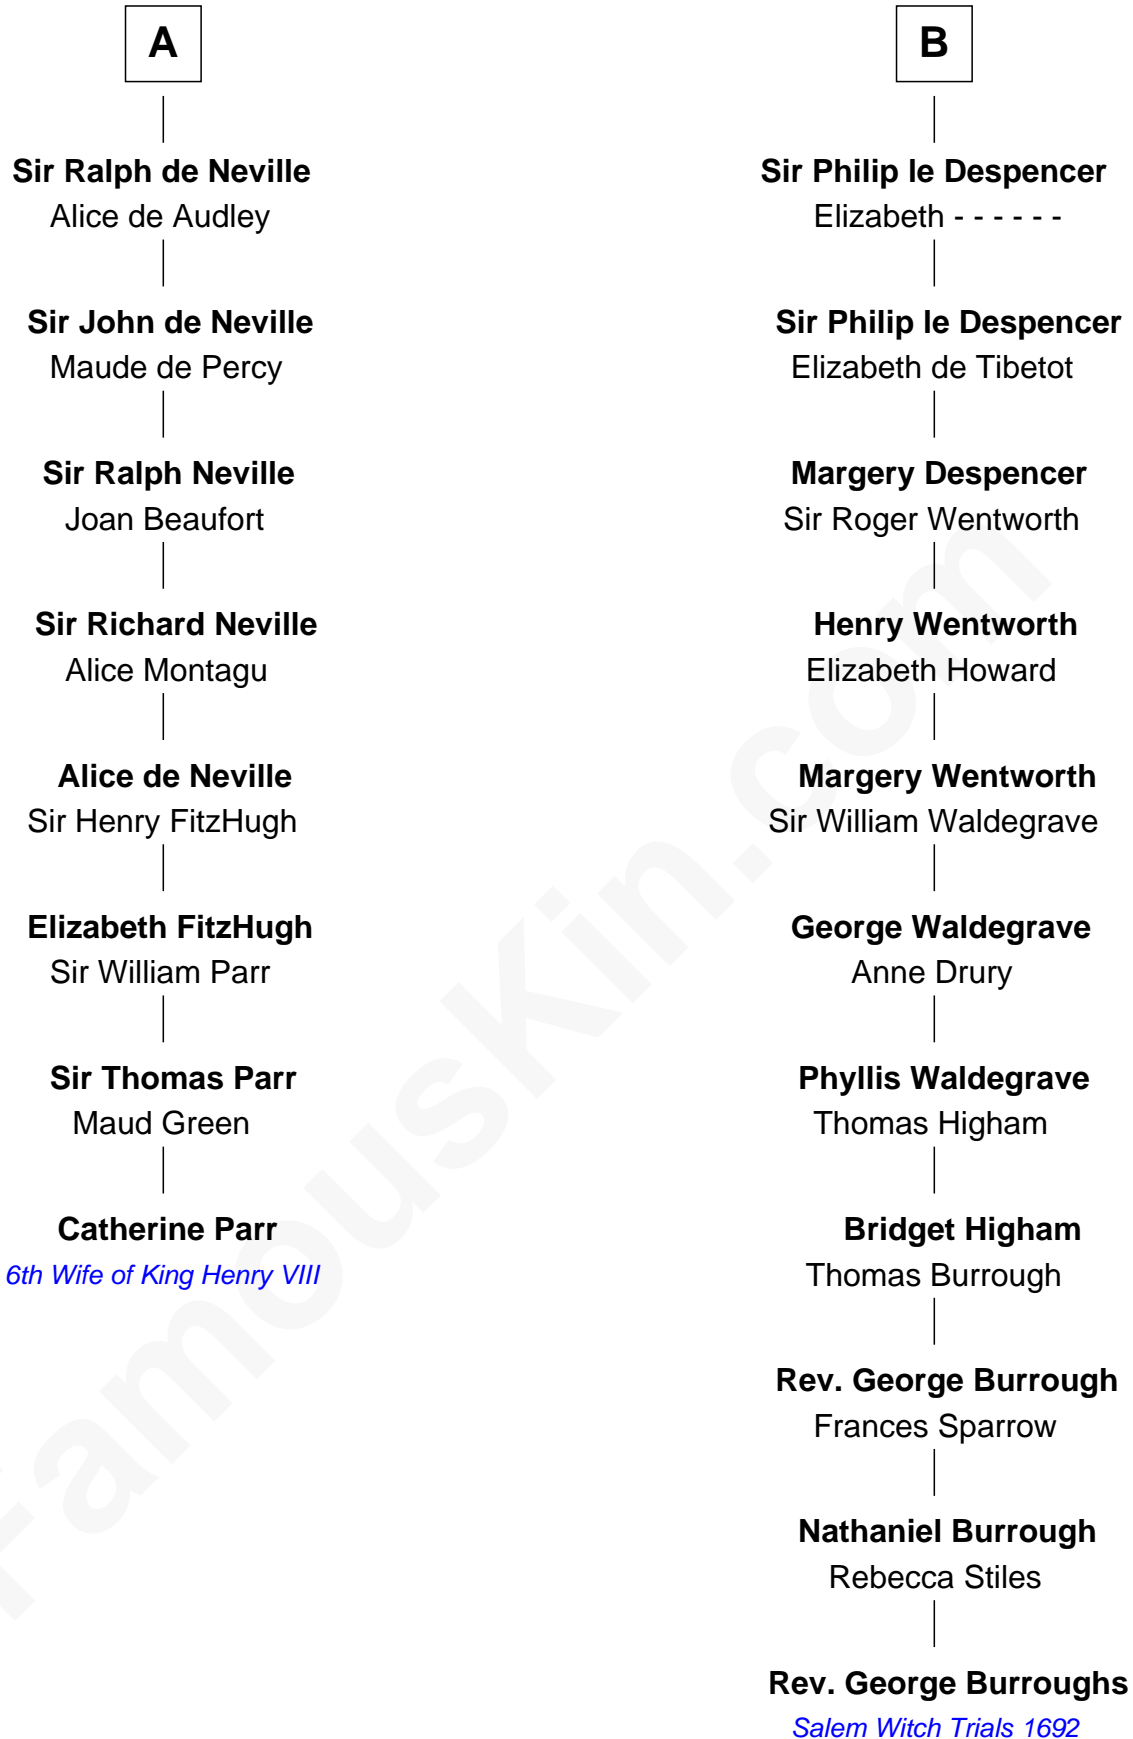 A
Sir Ralph de Neville
Alice de Audley
Sir John de Neville
Maude de Percy
Sir Ralph Neville
Joan Beaufort
Sir Richard Neville
Alice Montagu
Alice de Neville
Sir Henry FitzHugh
Elizabeth FitzHugh
Sir William Parr
Sir Thomas Parr
Maud Green
Catherine Parr
6th Wife of King Henry VIII
B
Sir Philip le Despencer
Elizabeth - - - - - -
Sir Philip le Despencer
Elizabeth de Tibetot
Margery Despencer
Sir Roger Wentworth
Henry Wentworth
Elizabeth Howard
Margery Wentworth
Sir William Waldegrave
George Waldegrave
Anne Drury
Phyllis Waldegrave
Thomas Higham
Bridget Higham
Thomas Burrough
Rev. George Burrough
Frances Sparrow
Nathaniel Burrough
Rebecca Stiles
Rev. George Burroughs
Salem Witch Trials 1692
FamousKin.com